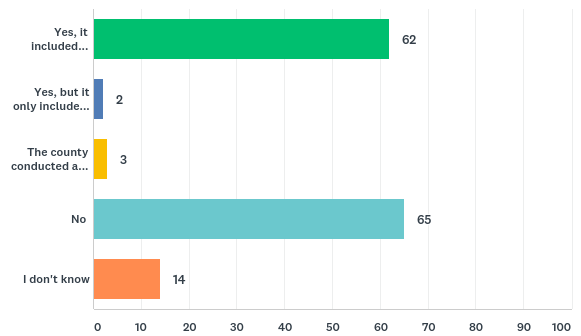 Yes, it
included...
62
Yes, but it
only include...
2
The county
conducted a...
3
No
65
I don't know
14
0 10 20 30 40 50 60 70 80 90 100